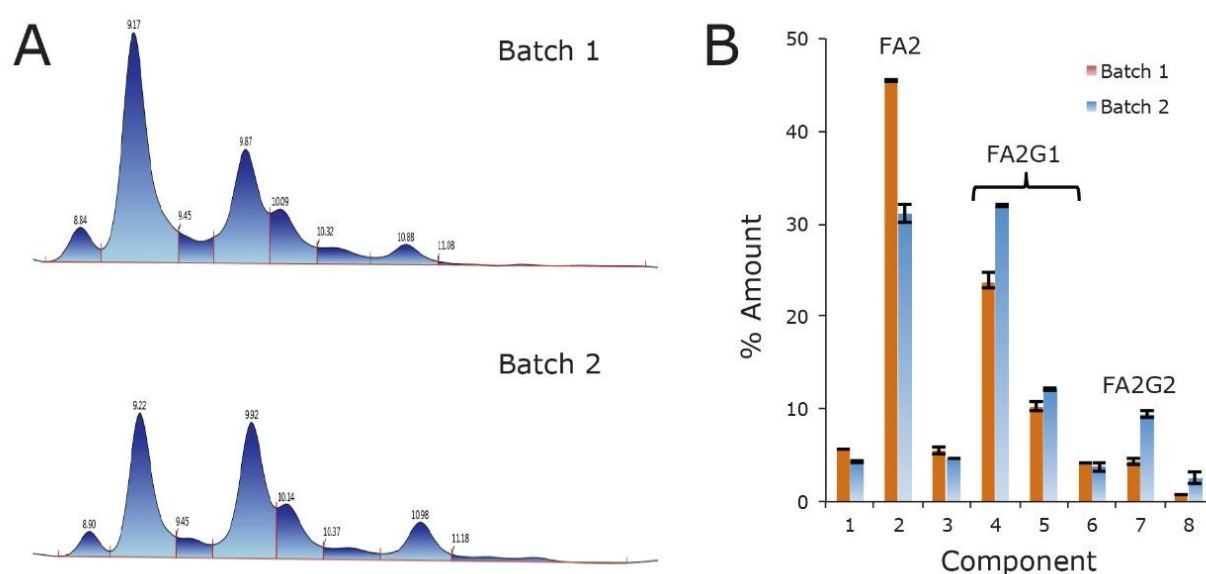 A
Batch 1
9.17
8.84
9.45
9.87
10.09
10.32
10.88
11.08
Batch 2
9.22
8.90
9.45
9.92
10.14
10.37
10.98
11.18
B
% Amount
50
40
30
20
10
0
FA2
FA2G1
FA2G2
Batch 1
Batch 2
1 2 3 4 5 6 7 8
Component